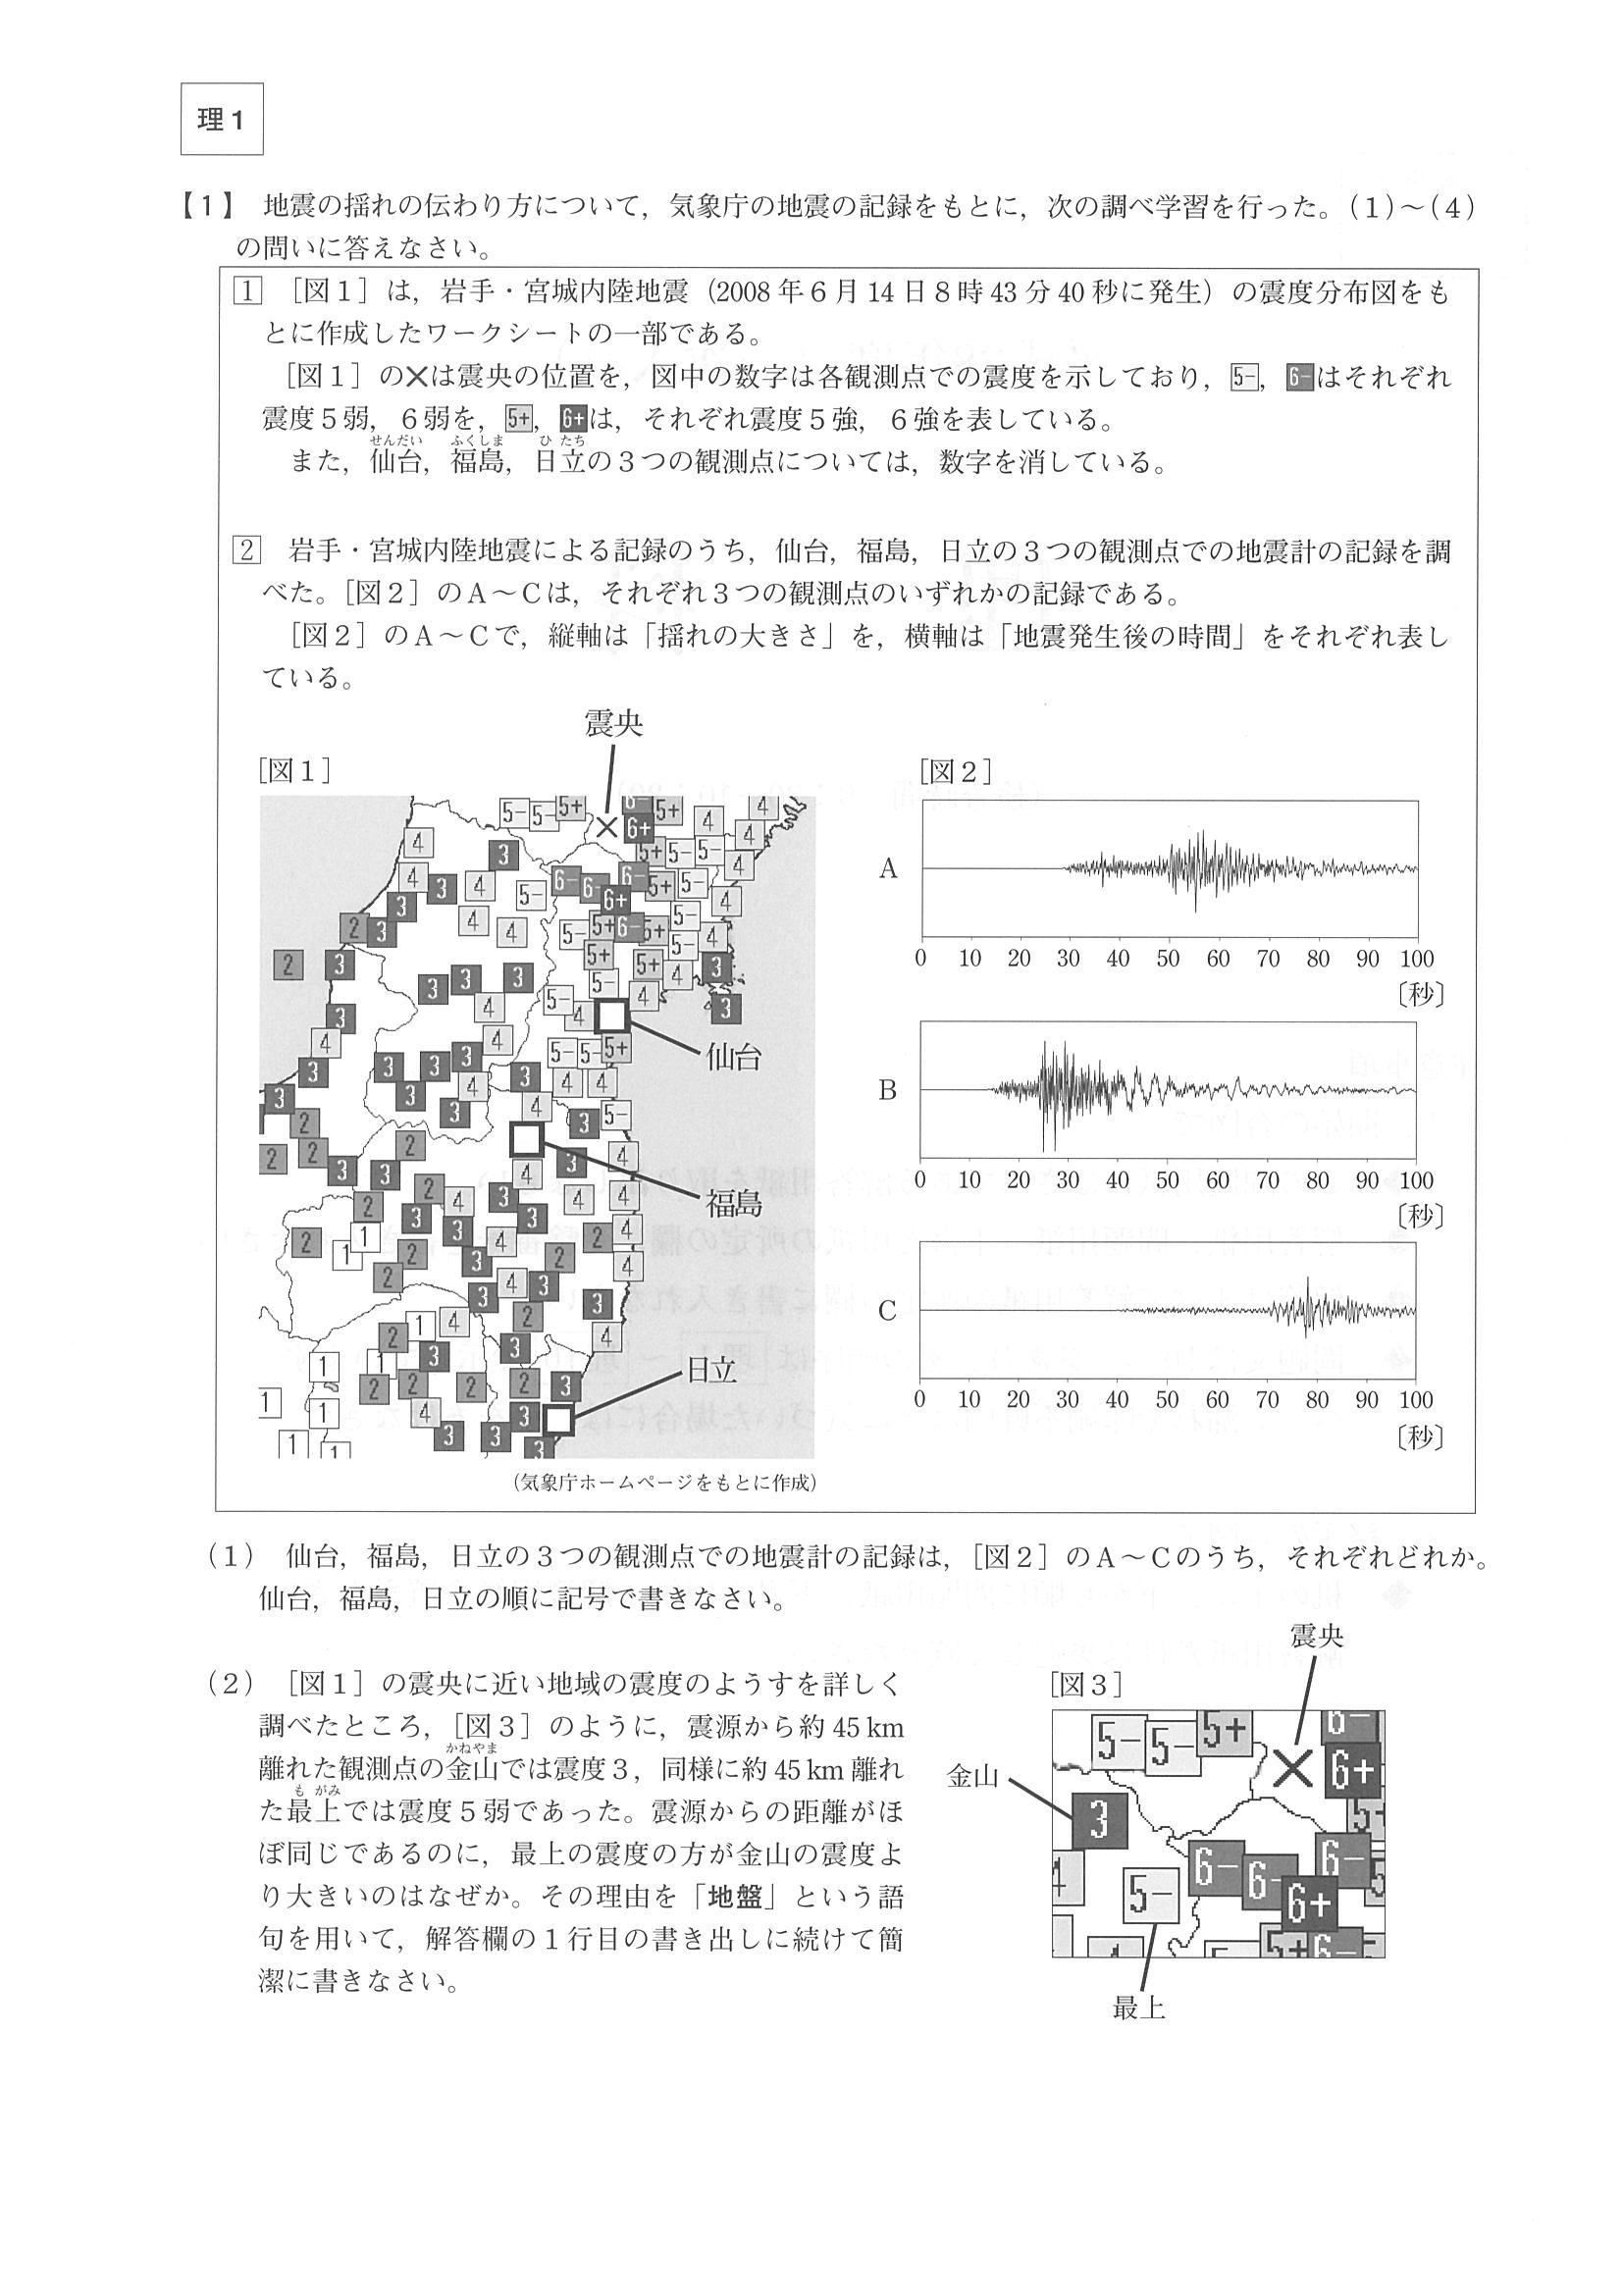 理1
【1】 地震の揺れの伝わり方について，気象庁の地震の記録をもとに，次の調べ学習を行った。（1）～（4）
の問いに答えなさい。
1 ［図1］は，岩手・宮城内陸地震（2008年6月14日8時43分40秒に発生）の震度分布図をも
とに作成したワークシートの一部である。
［図1］の×は震央の位置を，図中の数字は各観測点での震度を示しており，5-，6-はそれぞれ
震度5弱，6弱を，5+，6+は，それぞれ震度5強，6強を表している。
せんだい ふくしま ひたち
また，仙台，福島，日立の3つの観測点については，数字を消している。
2 岩手・宮城内陸地震による記録のうち，仙台，福島，日立の3つの観測点での地震計の記録を調
べた。［図2］のA～Cは，それぞれ3つの観測点のいずれかの記録である。
［図2］のA～Cで，縦軸は「揺れの大きさ」を，横軸は「地震発生後の時間」をそれぞれ表し
ている。
震央
［図1］
仙台
福島
日立
（気象庁ホームページをもとに作成）
［図2］
A
0 10 20 30 40 50 60 70 80 90 100
〔秒〕
B
0 10 20 30 40 50 60 70 80 90 100
〔秒〕
C
0 10 20 30 40 50 60 70 80 90 100
〔秒〕
（1） 仙台，福島，日立の3つの観測点での地震計の記録は，［図2］のA～Cのうち，それぞれどれか。
仙台，福島，日立の順に記号で書きなさい。
（2） ［図1］の震央に近い地域の震度のようすを詳しく
調べたところ，［図3］のように，震源から約45 km
かねやま
離れた観測点の金山では震度3，同様に約45 km離れ
もがみ
た最上では震度5弱であった。震源からの距離がほ
ぼ同じであるのに，最上の震度の方が金山の震度よ
り大きいのはなぜか。その理由を「地盤」という語
句を用いて，解答欄の1行目の書き出しに続けて簡
潔に書きなさい。
震央
［図3］
5- 5- 5+ 6- 6+
金山
3
5- 6- 6- 6- 6+
最上